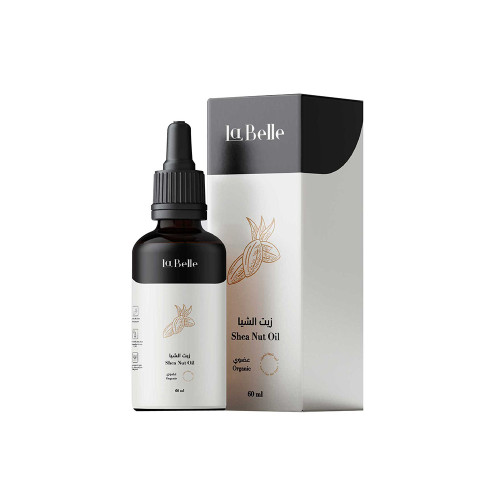 La Belle
زيت الشيا
Shea Nut Oil
عضوي
Organic
60 ml
La Belle
زيت الشيا
Shea Nut Oil
عضوي
Organic
60 ml